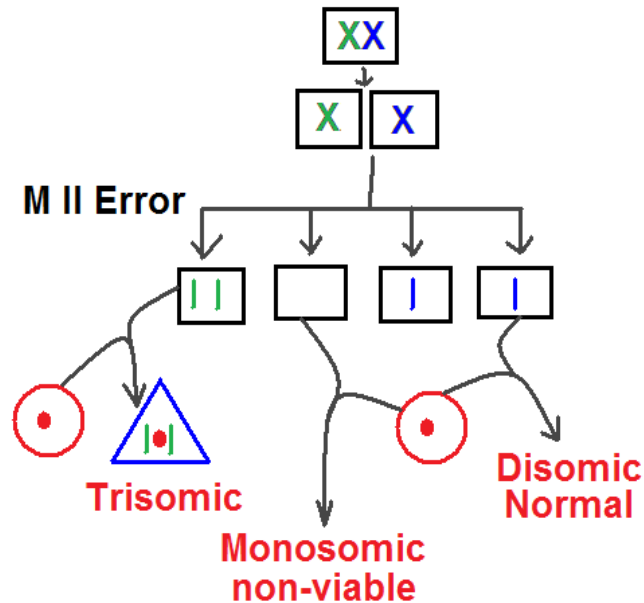 XX
X X
M II Error
Trisomic
Disomic
Normal
Monosomic
non-viable